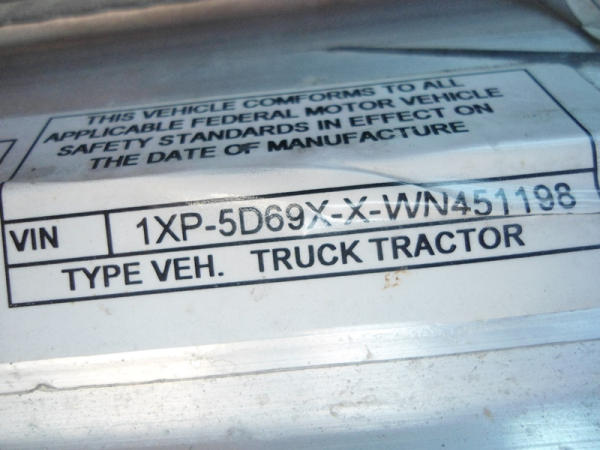 THIS VEHICLE COMFORMS TO ALL
APPLICABLE FEDERAL MOTOR VEHICLE
SAFETY STANDARDS IN EFFECT ON
THE DATE OF MANUFACTURE
VIN 1XP-5D69X-X-WN451198
TYPE VEH. TRUCK TRACTOR